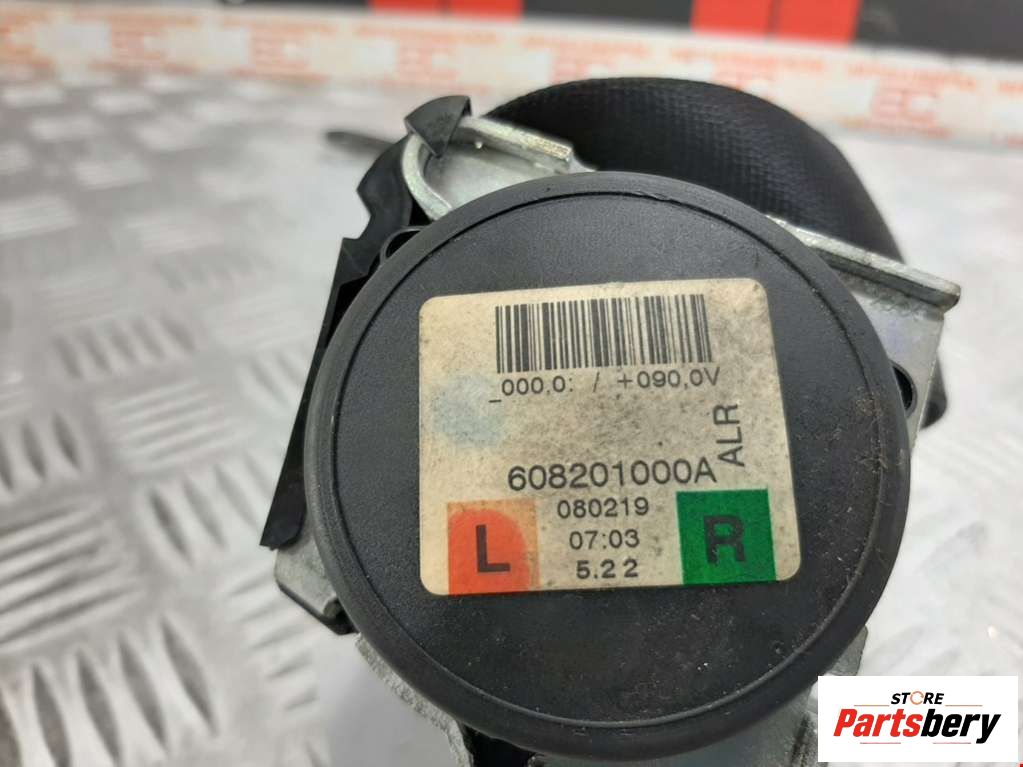 _000,0: / +090,0V
ALR
608201000A
080219
L
07:03
R
5.22
STORE
Partsbery